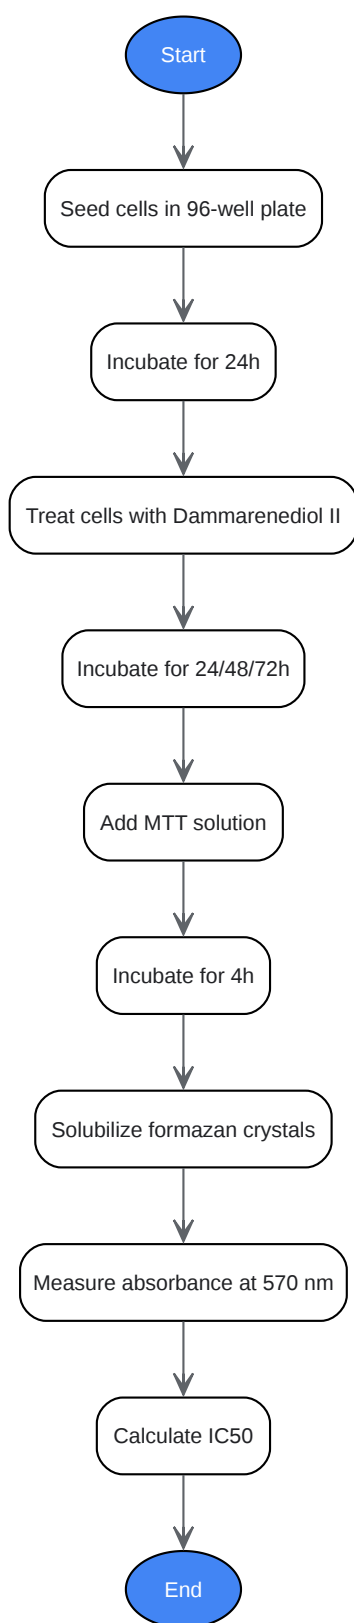 Start
Seed cells in 96-well plate
Incubate for 24h
Treat cells with Dammarenediol II
Incubate for 24/48/72h
Add MTT solution
Incubate for 4h
Solubilize formazan crystals
Measure absorbance at 570 nm
Calculate IC50
End